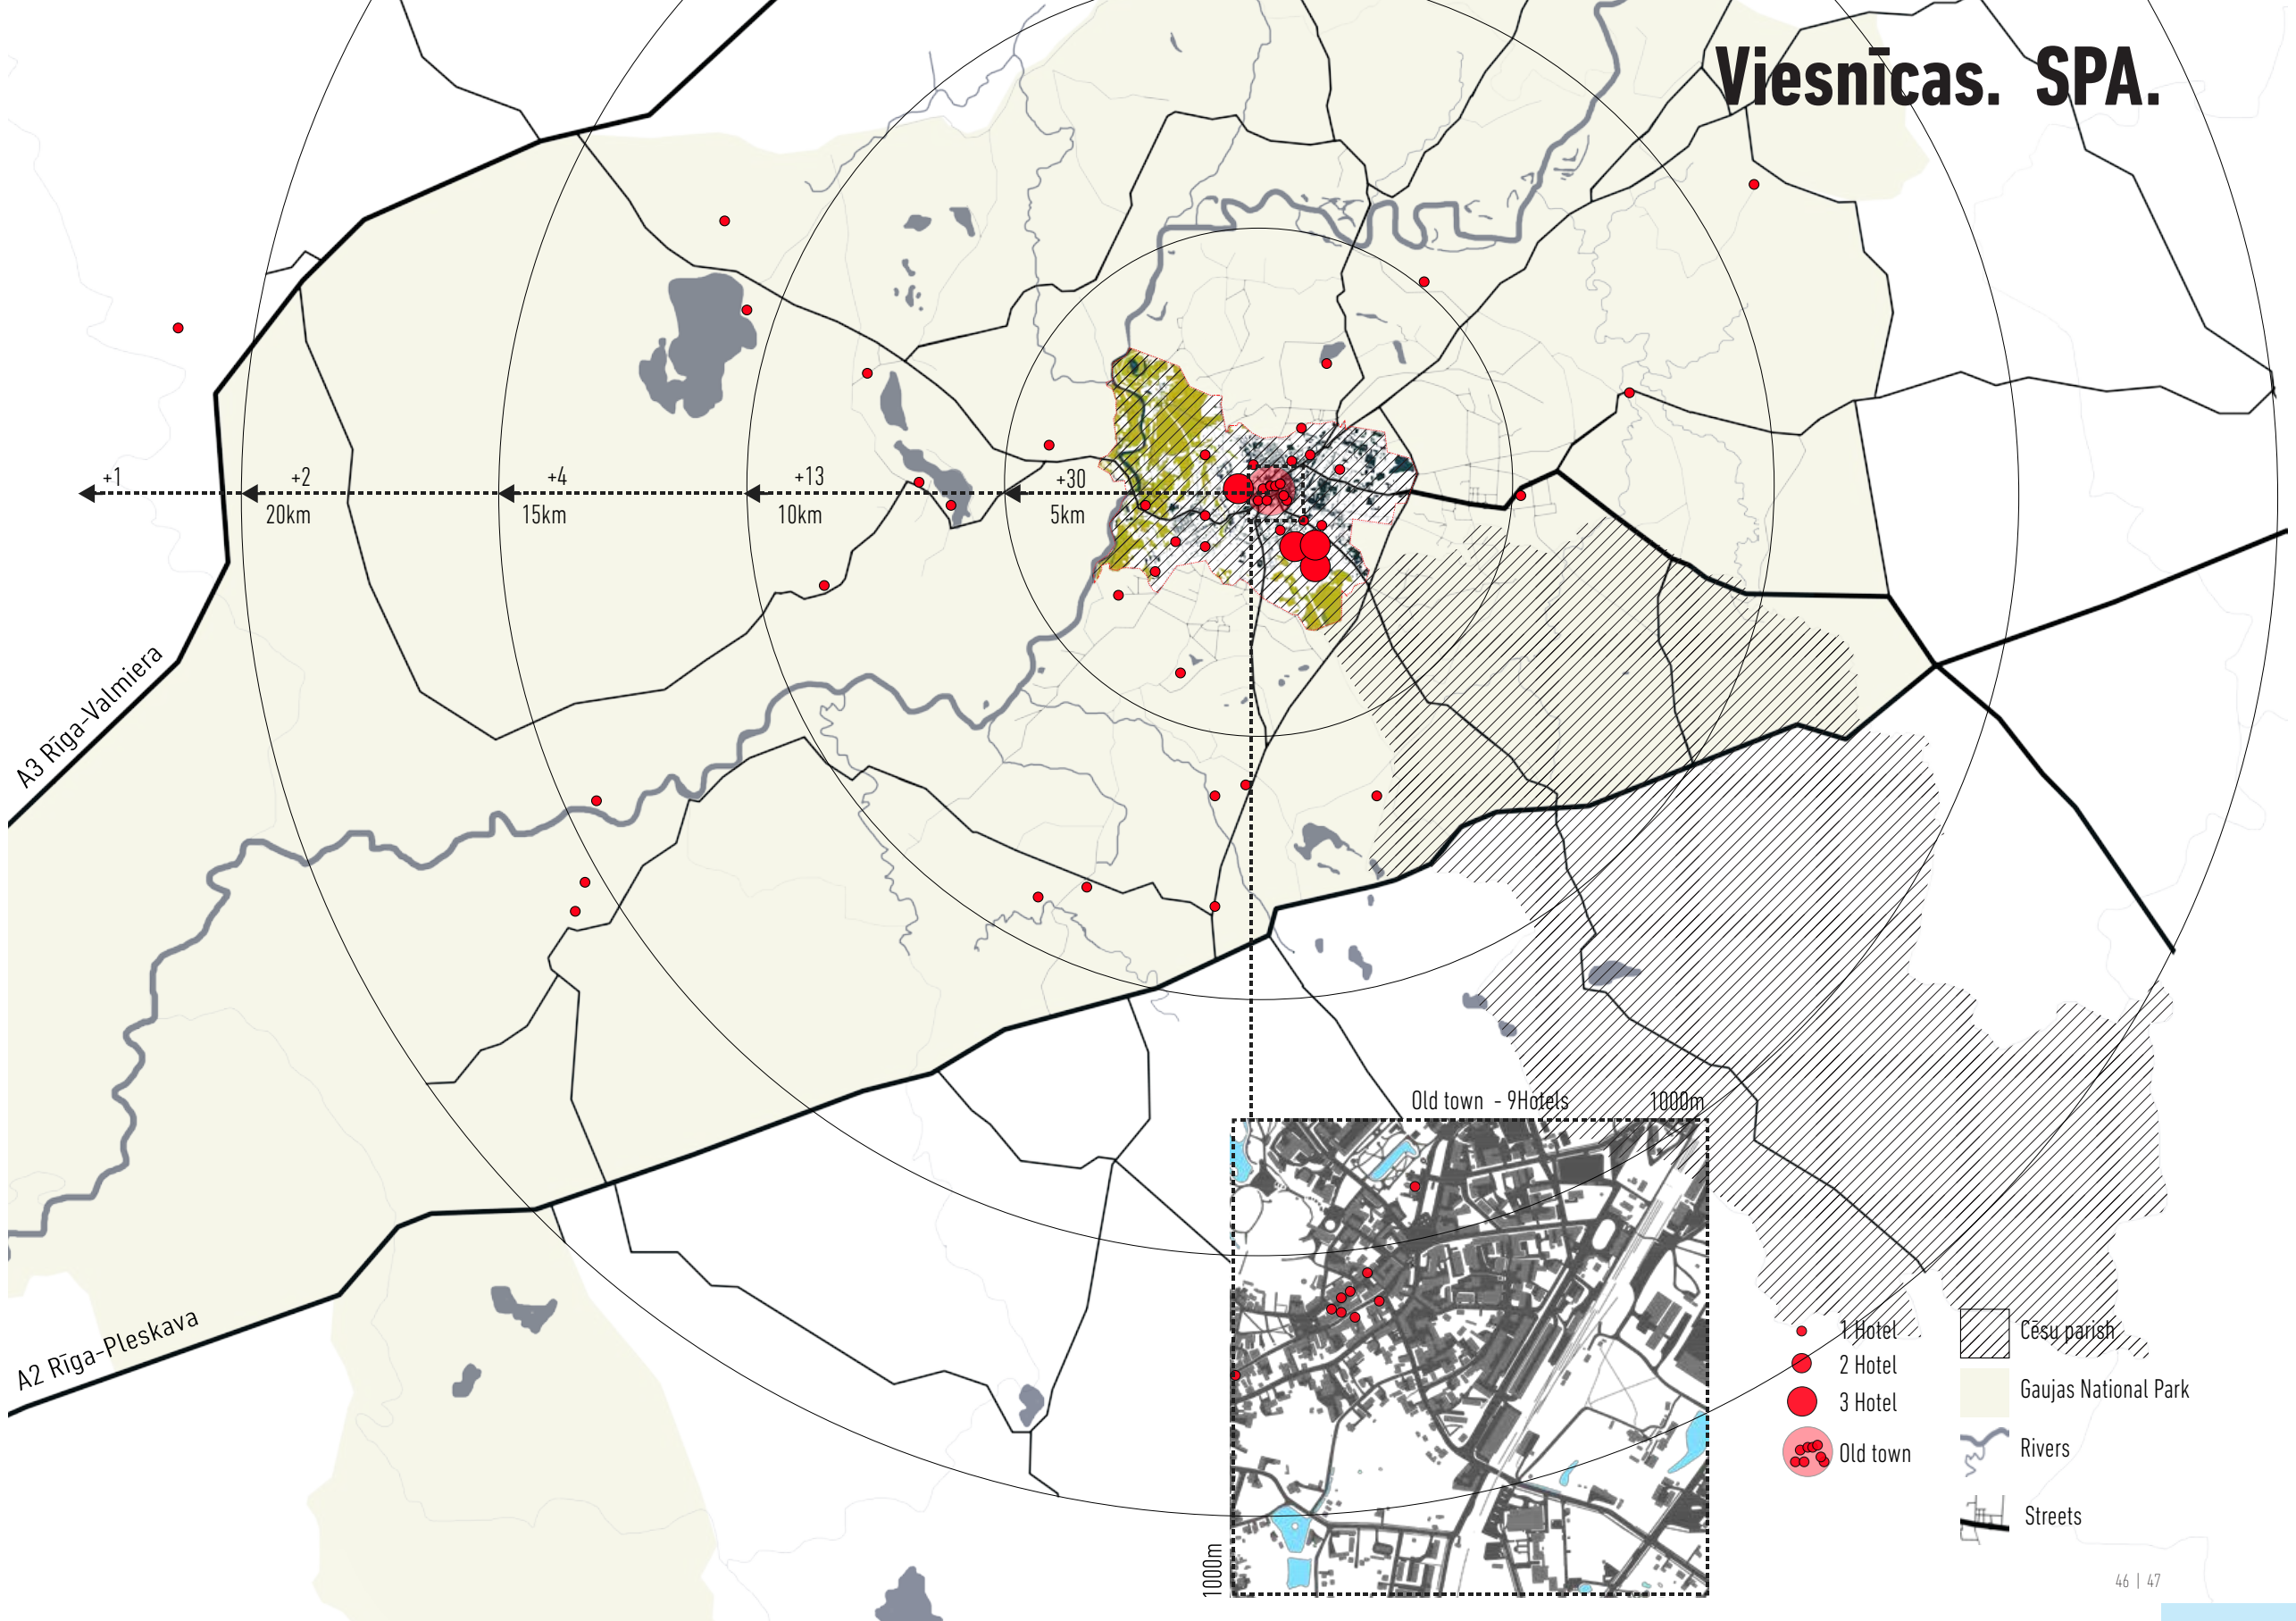 Viesnīcas. SPA.
+1
+2
+4
+13
+30
20km
15km
10km
5km
A3 Rīga-Valmiera
A2 Rīga-Pleskava
Old town - 9Hotels
1000m
1000m
1 Hotel
2 Hotel
3 Hotel
Old town
Cēsu parish
Gaujas National Park
Rivers
Streets
46 | 47